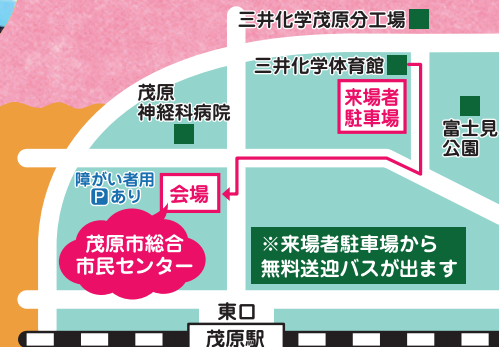 三井化学茂原分工場
三井化学体育館
来場者
駐車場
茂原
神経科病院
富士見
公園
障がい者用
Pあり
会場
茂原市総合
市民センター
※来場者駐車場から
無料送迎バスが出ます
東口
茂原駅